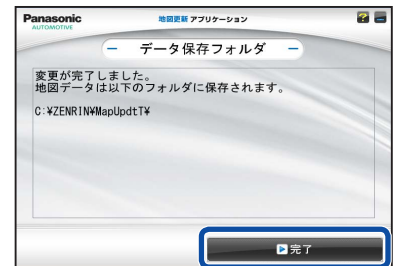 Panasonic
AUTOMOTIVE
地図更新 アプリケーション
?
− データ保存フォルダ −
変更が完了しました。
地図データは以下のフォルダに保存されます。
C:¥ZENRIN¥MapUpdtT¥
完了